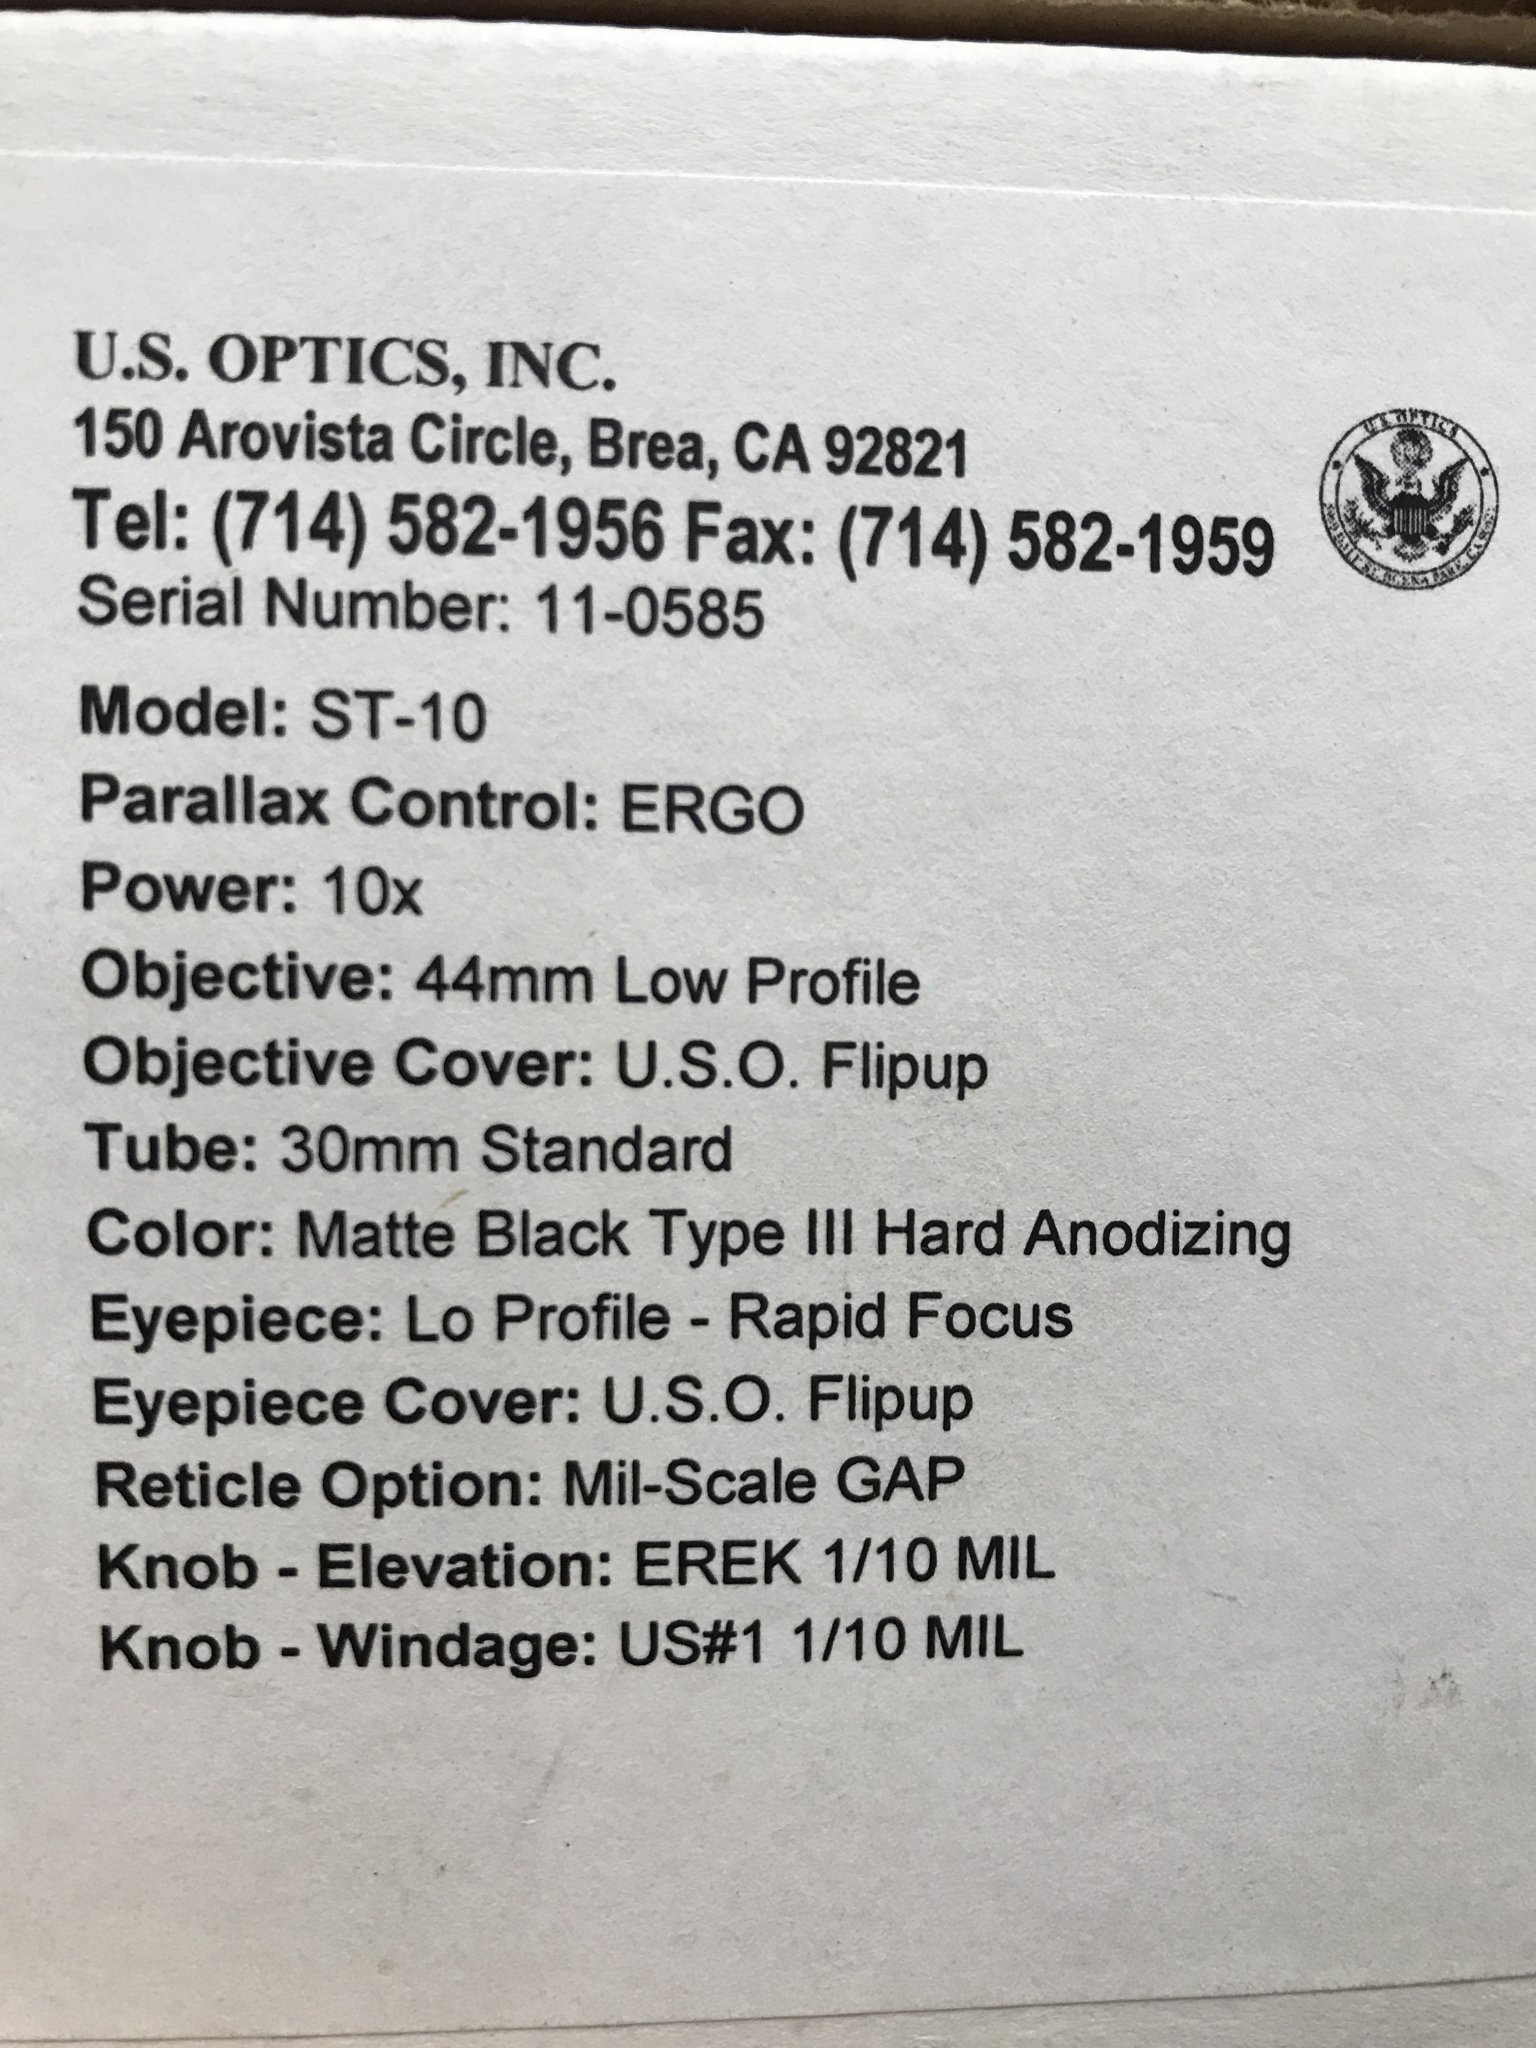 U.S. OPTICS, INC.
150 Arovista Circle, Brea, CA 92821
Tel: (714) 582-1956 Fax: (714) 582-1959
U.S. OPTICS
Serial Number: 11-0585
Model: ST-10
Parallax Control: ERGO
Power: 10x
Objective: 44mm Low Profile
Objective Cover: U.S.O. Flipup
Tube: 30mm Standard
Color: Matte Black Type III Hard Anodizing
Eyepiece: Lo Profile - Rapid Focus
Eyepiece Cover: U.S.O. Flipup
Reticle Option: Mil-Scale GAP
Knob - Elevation: EREK 1/10 MIL
Knob - Windage: US#1 1/10 MIL